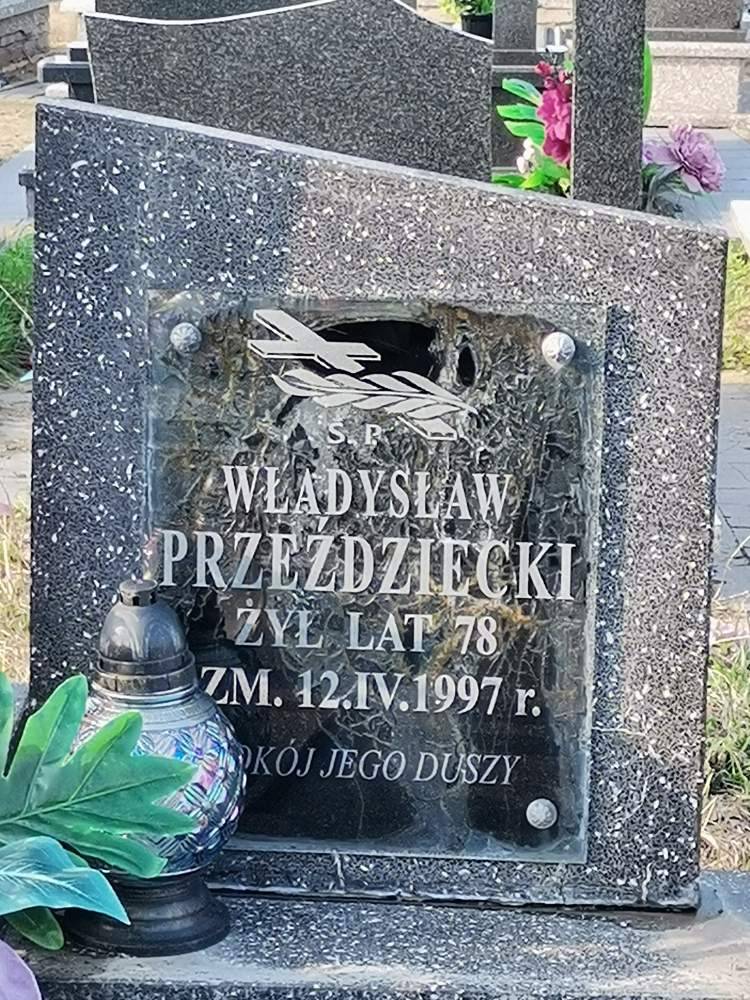 Ś.P.
WŁADYSŁAW
PRZEŹDZIECKI
ŻYŁ LAT 78
ZM. 12.IV.1997 r.
JEGO DUSZY